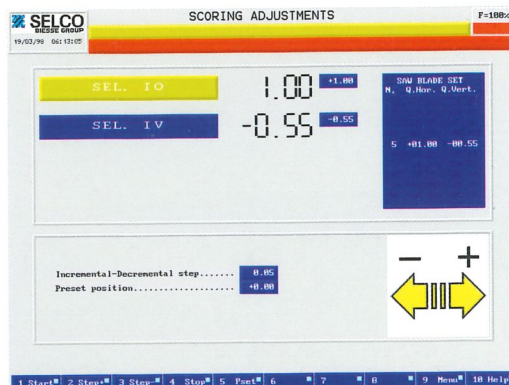 SELCO
BIESSE GROUP
SCORING ADJUSTMENTS
F=100%
19/03/98 06:13:05
SEL. IO
1.00
+1.00
SEL. IV
-0.55
-0.55
SAW BLADE SET
N. Q.Hor. Q.Vert.
5 +01.00 -00.55
Incremental-Decremental step....... 0.05
Preset position................... +0.00
- +
1 Start 2 Step+ 3 Step- 4 Stop 5 Pset 6 7 8 9 Menu 10 Help